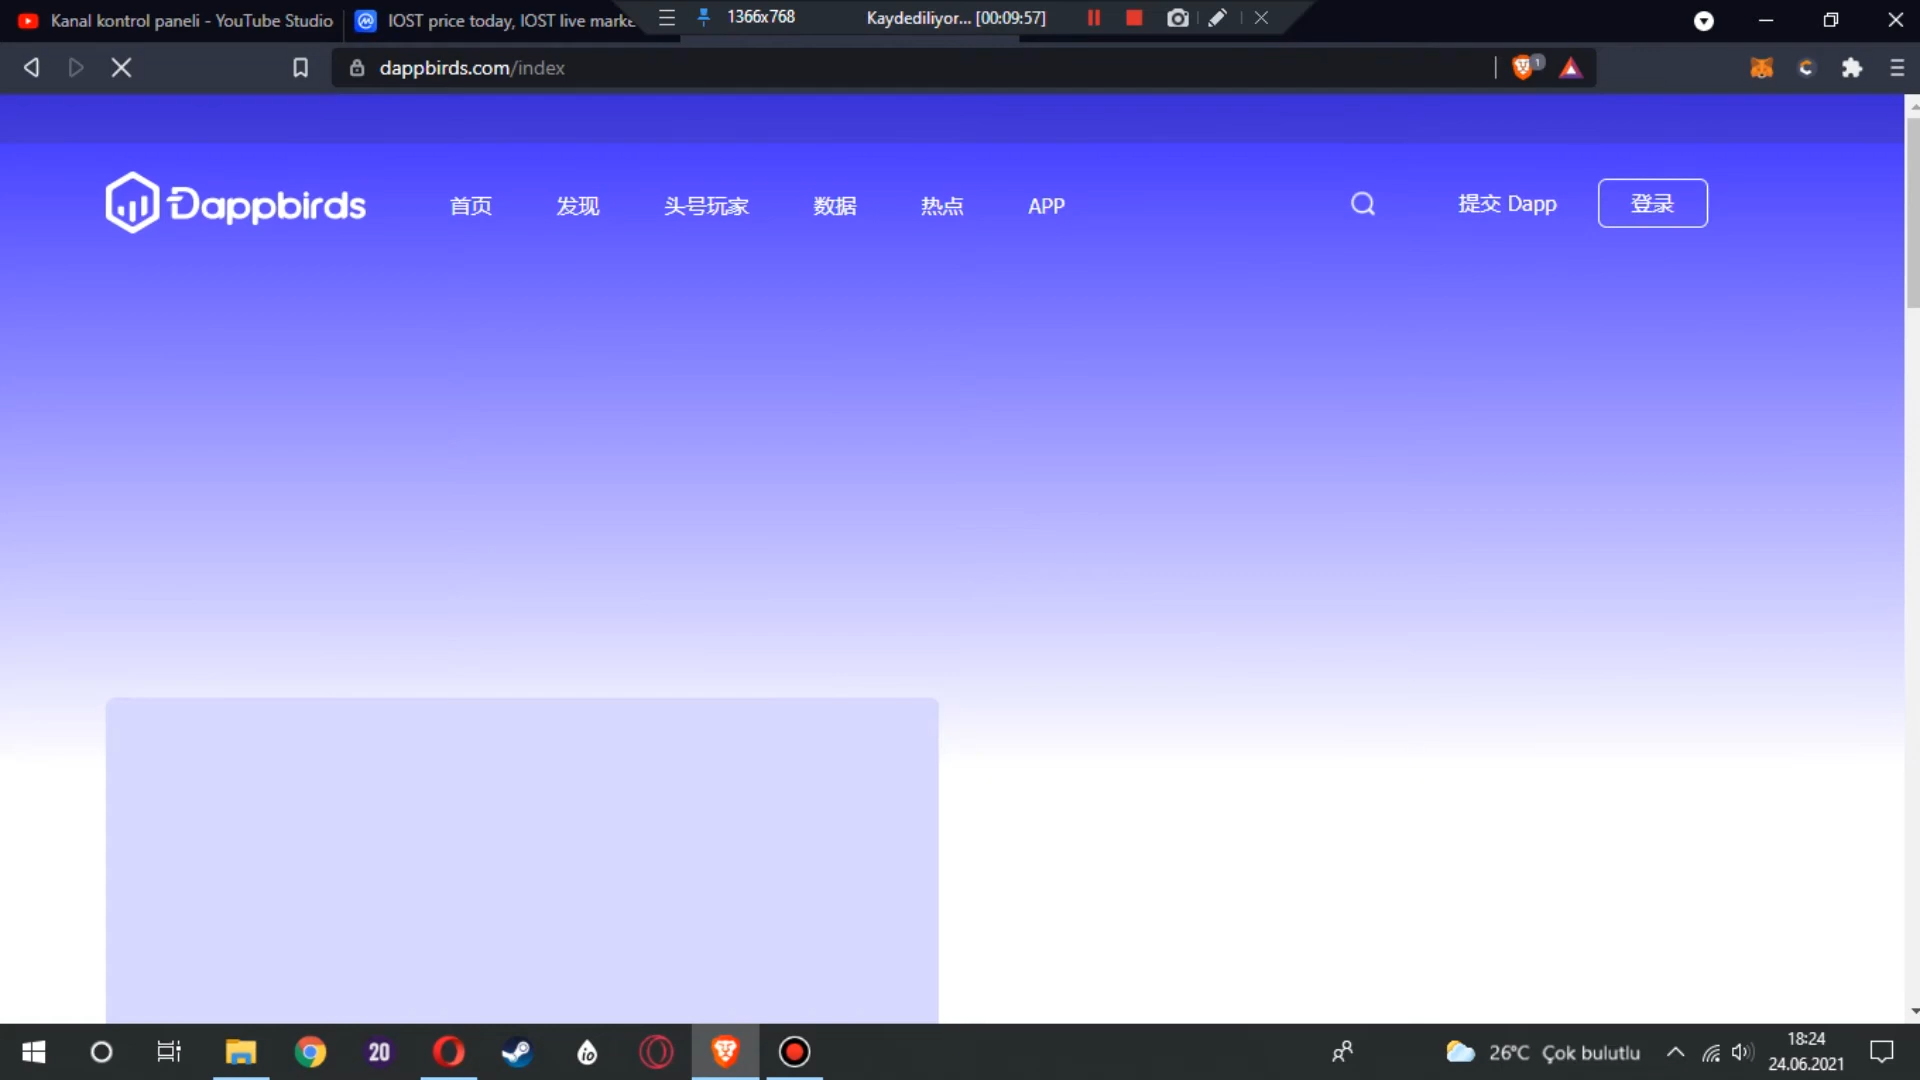 Kanal kontrol paneli - YouTube Studio
IOST price today, IOST live marke
1366x768
Kaydediliyor... [00:09:57]
dappbirds.com/index
1
Dappbirds
首页
发现
头号玩家
数据
热点
APP
提交 Dapp
登录
20
io
26°C Çok bulutlu
18:24
24.06.2021